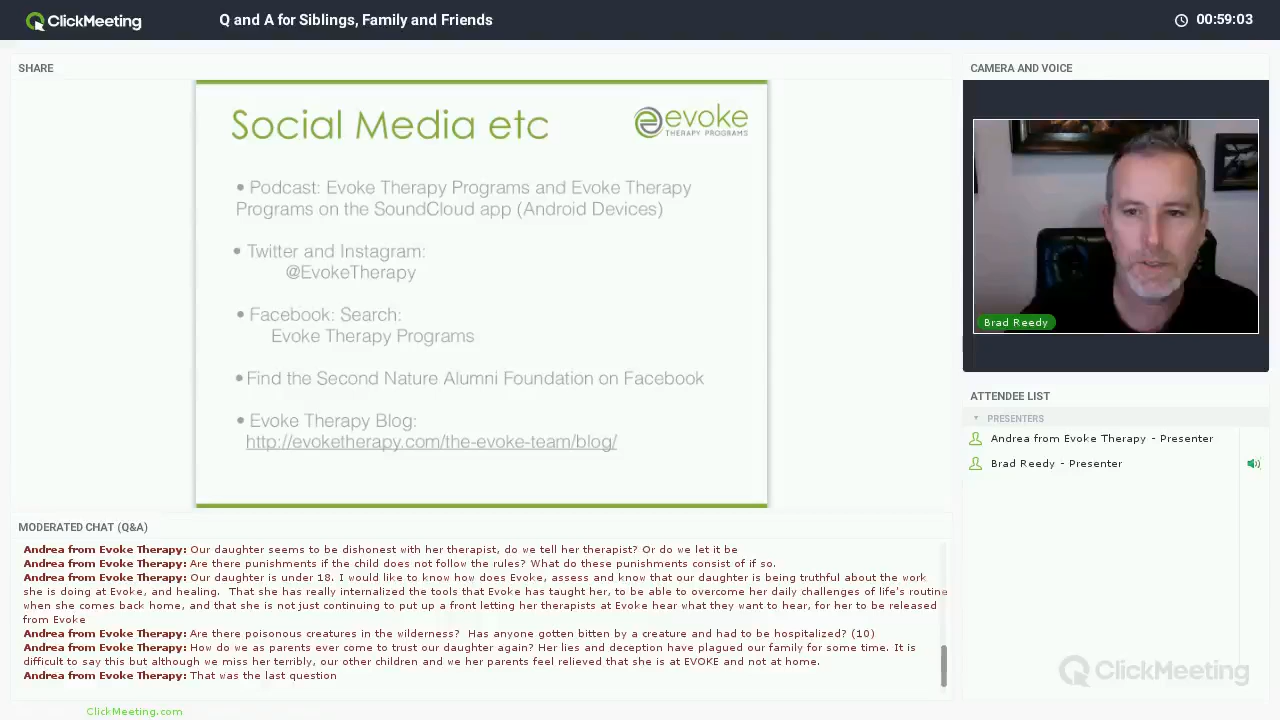 ClickMeeting
Q and A for Siblings, Family and Friends
00:59:03
SHARE
Social Media etc
evoke
THERAPY PROGRAMS
• Podcast: Evoke Therapy Programs and Evoke Therapy
Programs on the SoundCloud app (Android Devices)
• Twitter and Instagram:
@EvokeTherapy
• Facebook: Search:
Evoke Therapy Programs
• Find the Second Nature Alumni Foundation on Facebook
• Evoke Therapy Blog:
http://evoketherapy.com/the-evoke-team/blog/
CAMERA AND VOICE
Brad Reedy
ATTENDEE LIST
PRESENTERS
Andrea from Evoke Therapy - Presenter
Brad Reedy - Presenter
MODERATED CHAT (Q&A)
Andrea from Evoke Therapy: Our daughter seems to be dishonest with her therapist, do we tell her therapist? Or do we let it be
Andrea from Evoke Therapy: Are there punishments if the child does not follow the rules? What do these punishments consist of if so.
Andrea from Evoke Therapy: Our daughter is under 18. I would like to know how does Evoke, assess and know that our daughter is being truthful about the work
she is doing at Evoke, and healing.  That she has really internalized the tools that Evoke has taught her, to be able to overcome her daily challenges of life's routine
when she comes back home, and that she is not just continuing to put up a front letting her therapists at Evoke hear what they want to hear, for her to be released
from Evoke
Andrea from Evoke Therapy: Are there poisonous creatures in the wilderness?  Has anyone gotten bitten by a creature and had to be hospitalized? (10)
Andrea from Evoke Therapy: How do we as parents ever come to trust our daughter again? Her lies and deception have plagued our family for some time. It is
difficult to say this but although we miss her terribly, our other children and we her parents feel relieved that she is at EVOKE and not at home.
Andrea from Evoke Therapy: That was the last question
ClickMeeting
ClickMeeting.com